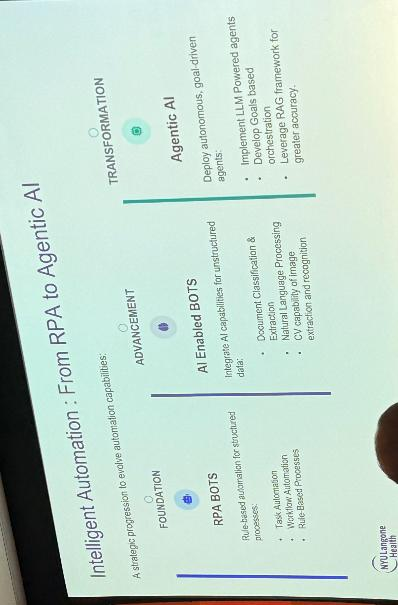 Intelligent Automation : From RPA to Agentic AI
A strategic progression to evolve automation capabilities:
FOUNDATION
RPA BOTS
Rule-based automation for structured
processes:
• Task Automation
• Workflow Automation
• Rule-Based Processes
ADVANCEMENT
AI Enabled BOTS
Integrate AI capabilities for unstructured
data:
• Document Classification &
Extraction
• Natural Language Processing
• CV capability of Image
extraction and recognition
TRANSFORMATION
Agentic AI
Deploy autonomous, goal-driven
agents:
• Implement LLM Powered agents
• Develop Goals based
orchestration
• Leverage RAG framework for
greater accuracy.
NYU Langone
Health